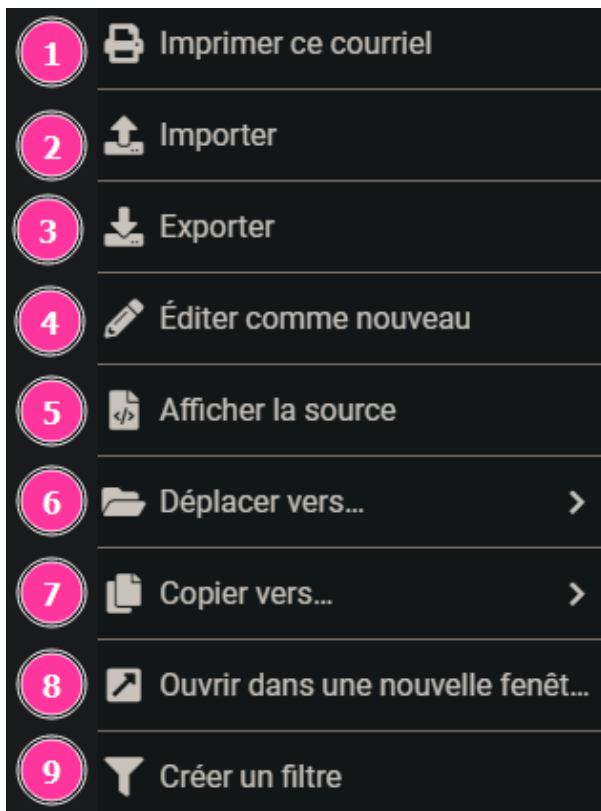 1 Imprimer ce courriel
2 Importer
3 Exporter
4 Éditer comme nouveau
5 Afficher la source
6 Déplacer vers...
7 Copier vers...
8 Ouvrir dans une nouvelle fenêt...
9 Créer un filtre